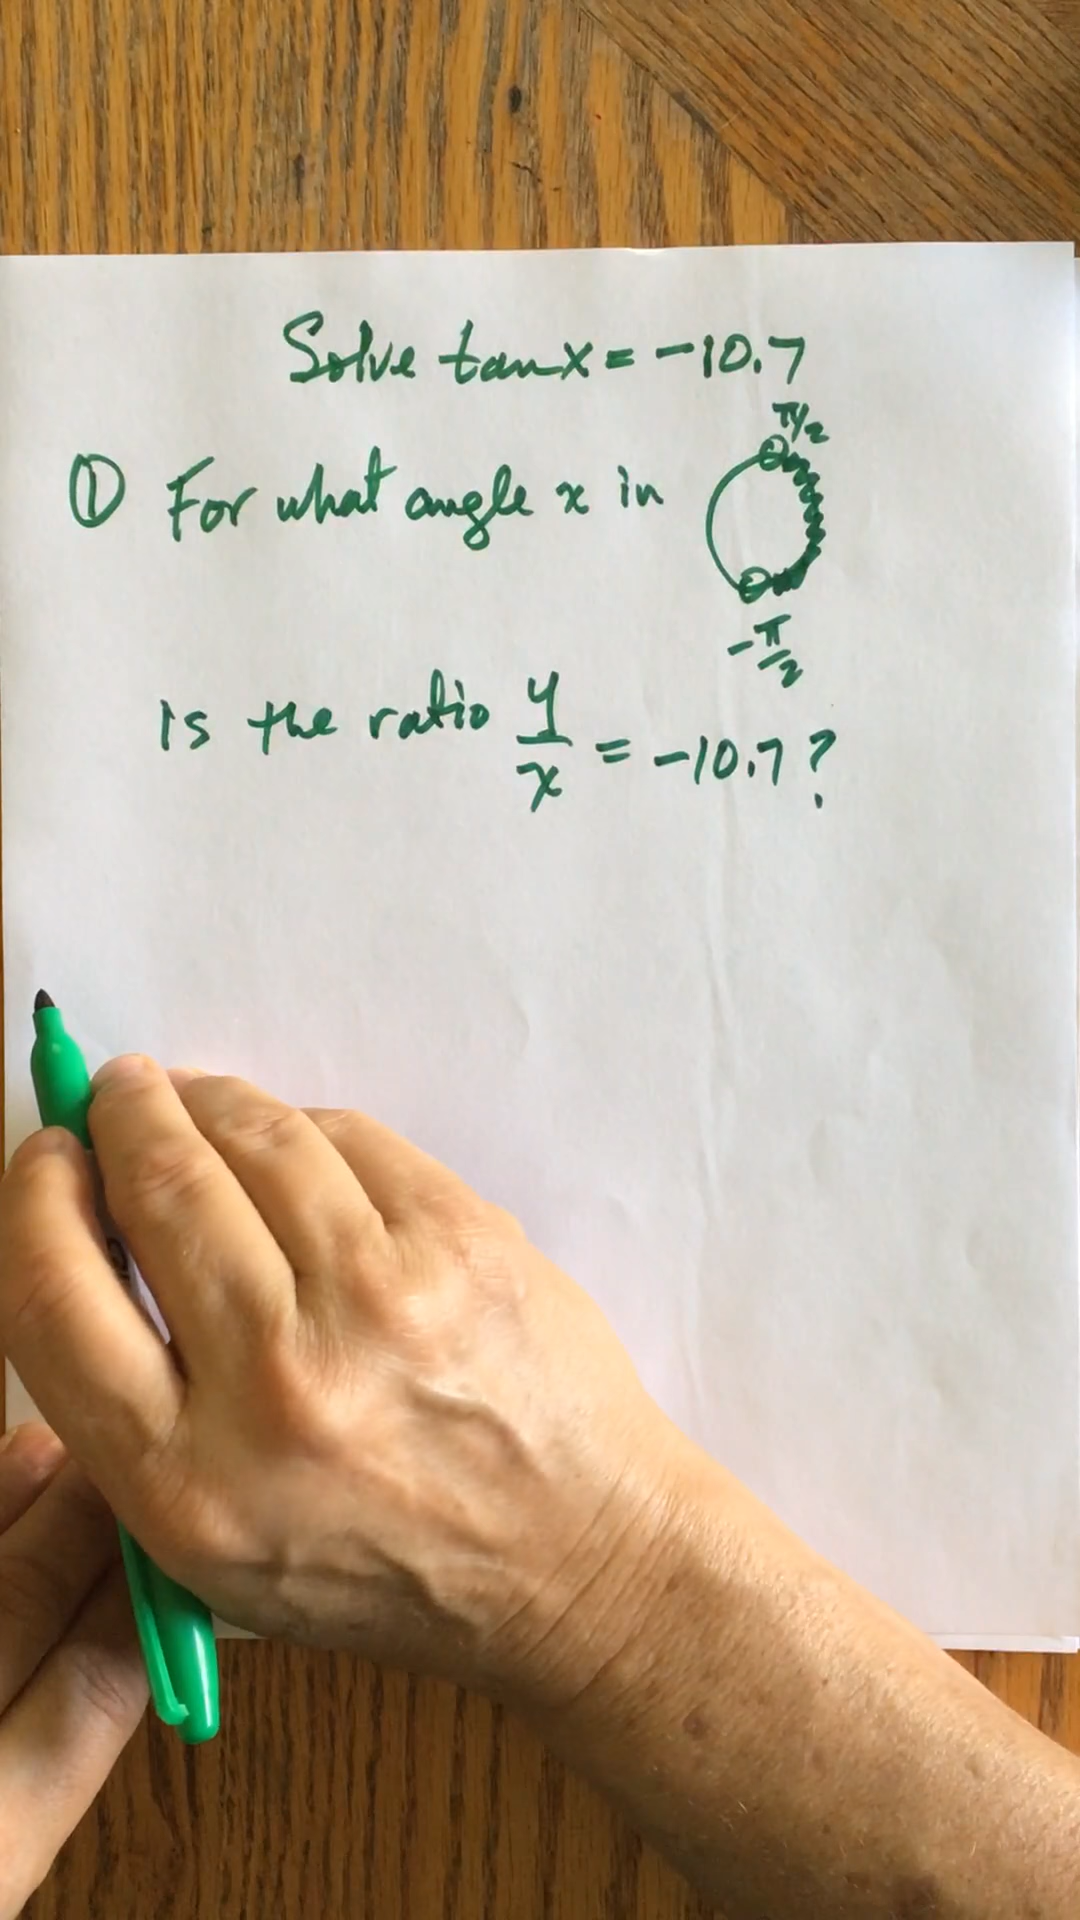 Solve tan x = -10.7
① For what angle x in
π/2
-π/2
is the ratio y/x = -10.7?